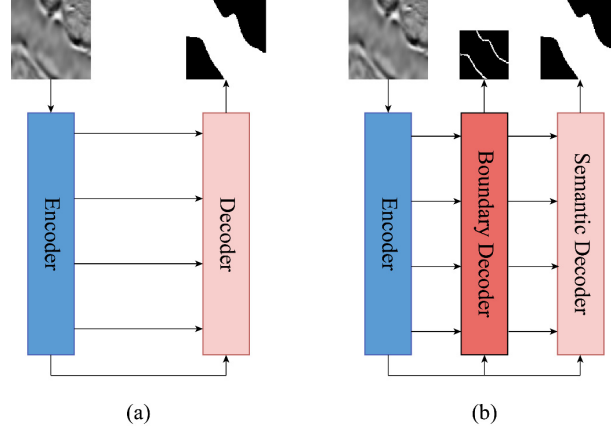 Encoder
Decoder
(a)
Encoder
Boundary Decoder
Semantic Decoder
(b)